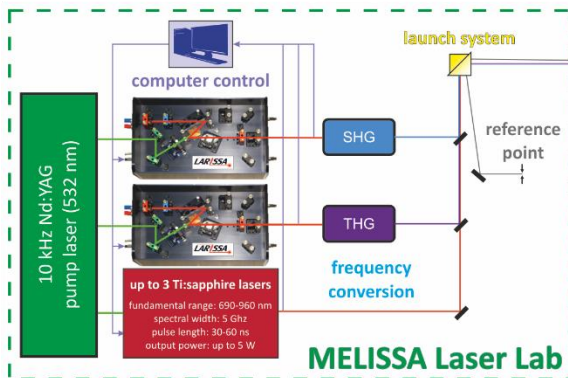 launch system
computer control
reference
point
10 kHz Nd:YAG
pump laser (532 nm)
LARISSA
SHG
LARISSA
THG
up to 3 Ti:sapphire lasers
fundamental range: 690-960 nm
spectral width: 5 Ghz
pulse length: 30-60 ns
output power: up to 5 W
frequency
conversion
MELISSA Laser Lab